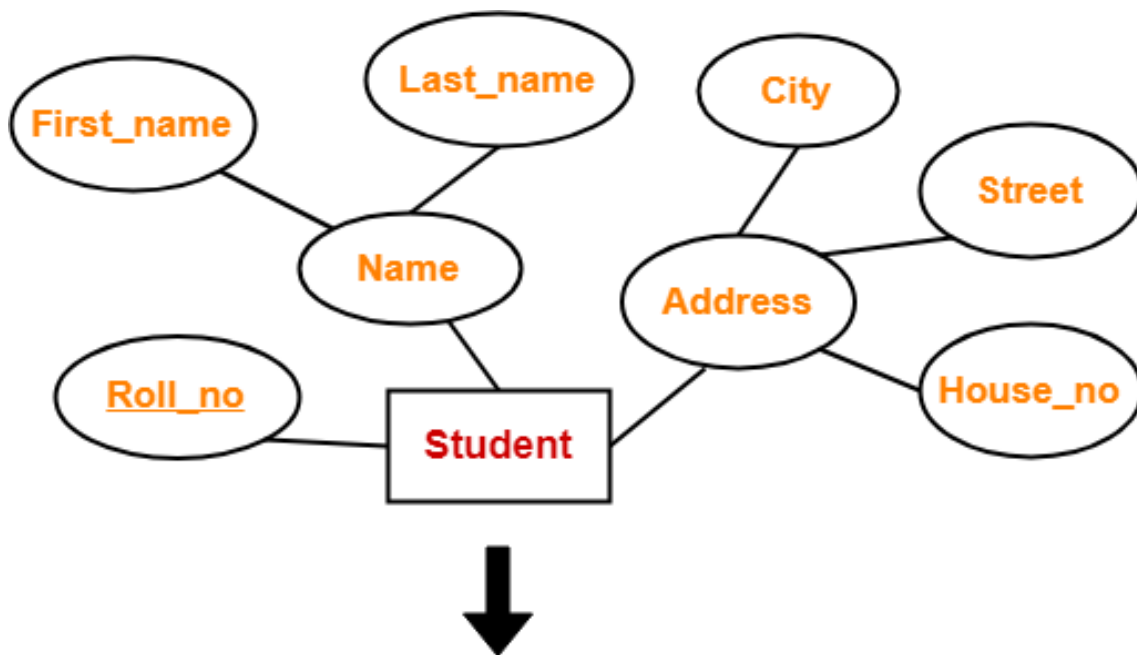 Last_name
City
First_name
Street
Name
Address
Roll_no
House_no
Student